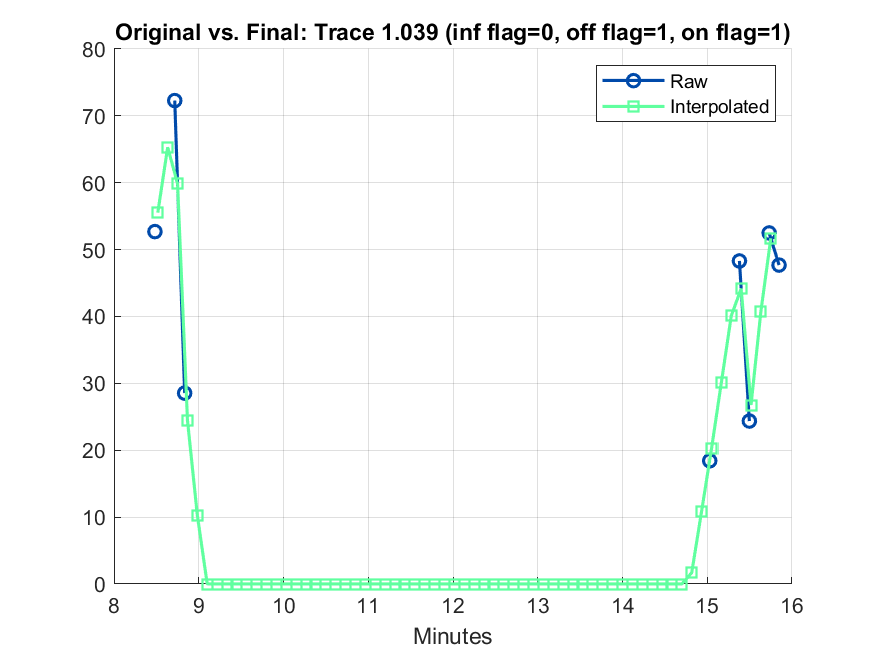 Original vs. Final: Trace 1.039 (inf flag=0, off flag=1, on flag=1)
80
70
60
50
40
30
20
10
0
Raw
Interpolated
8 9 10 11 12 13 14 15 16
Minutes